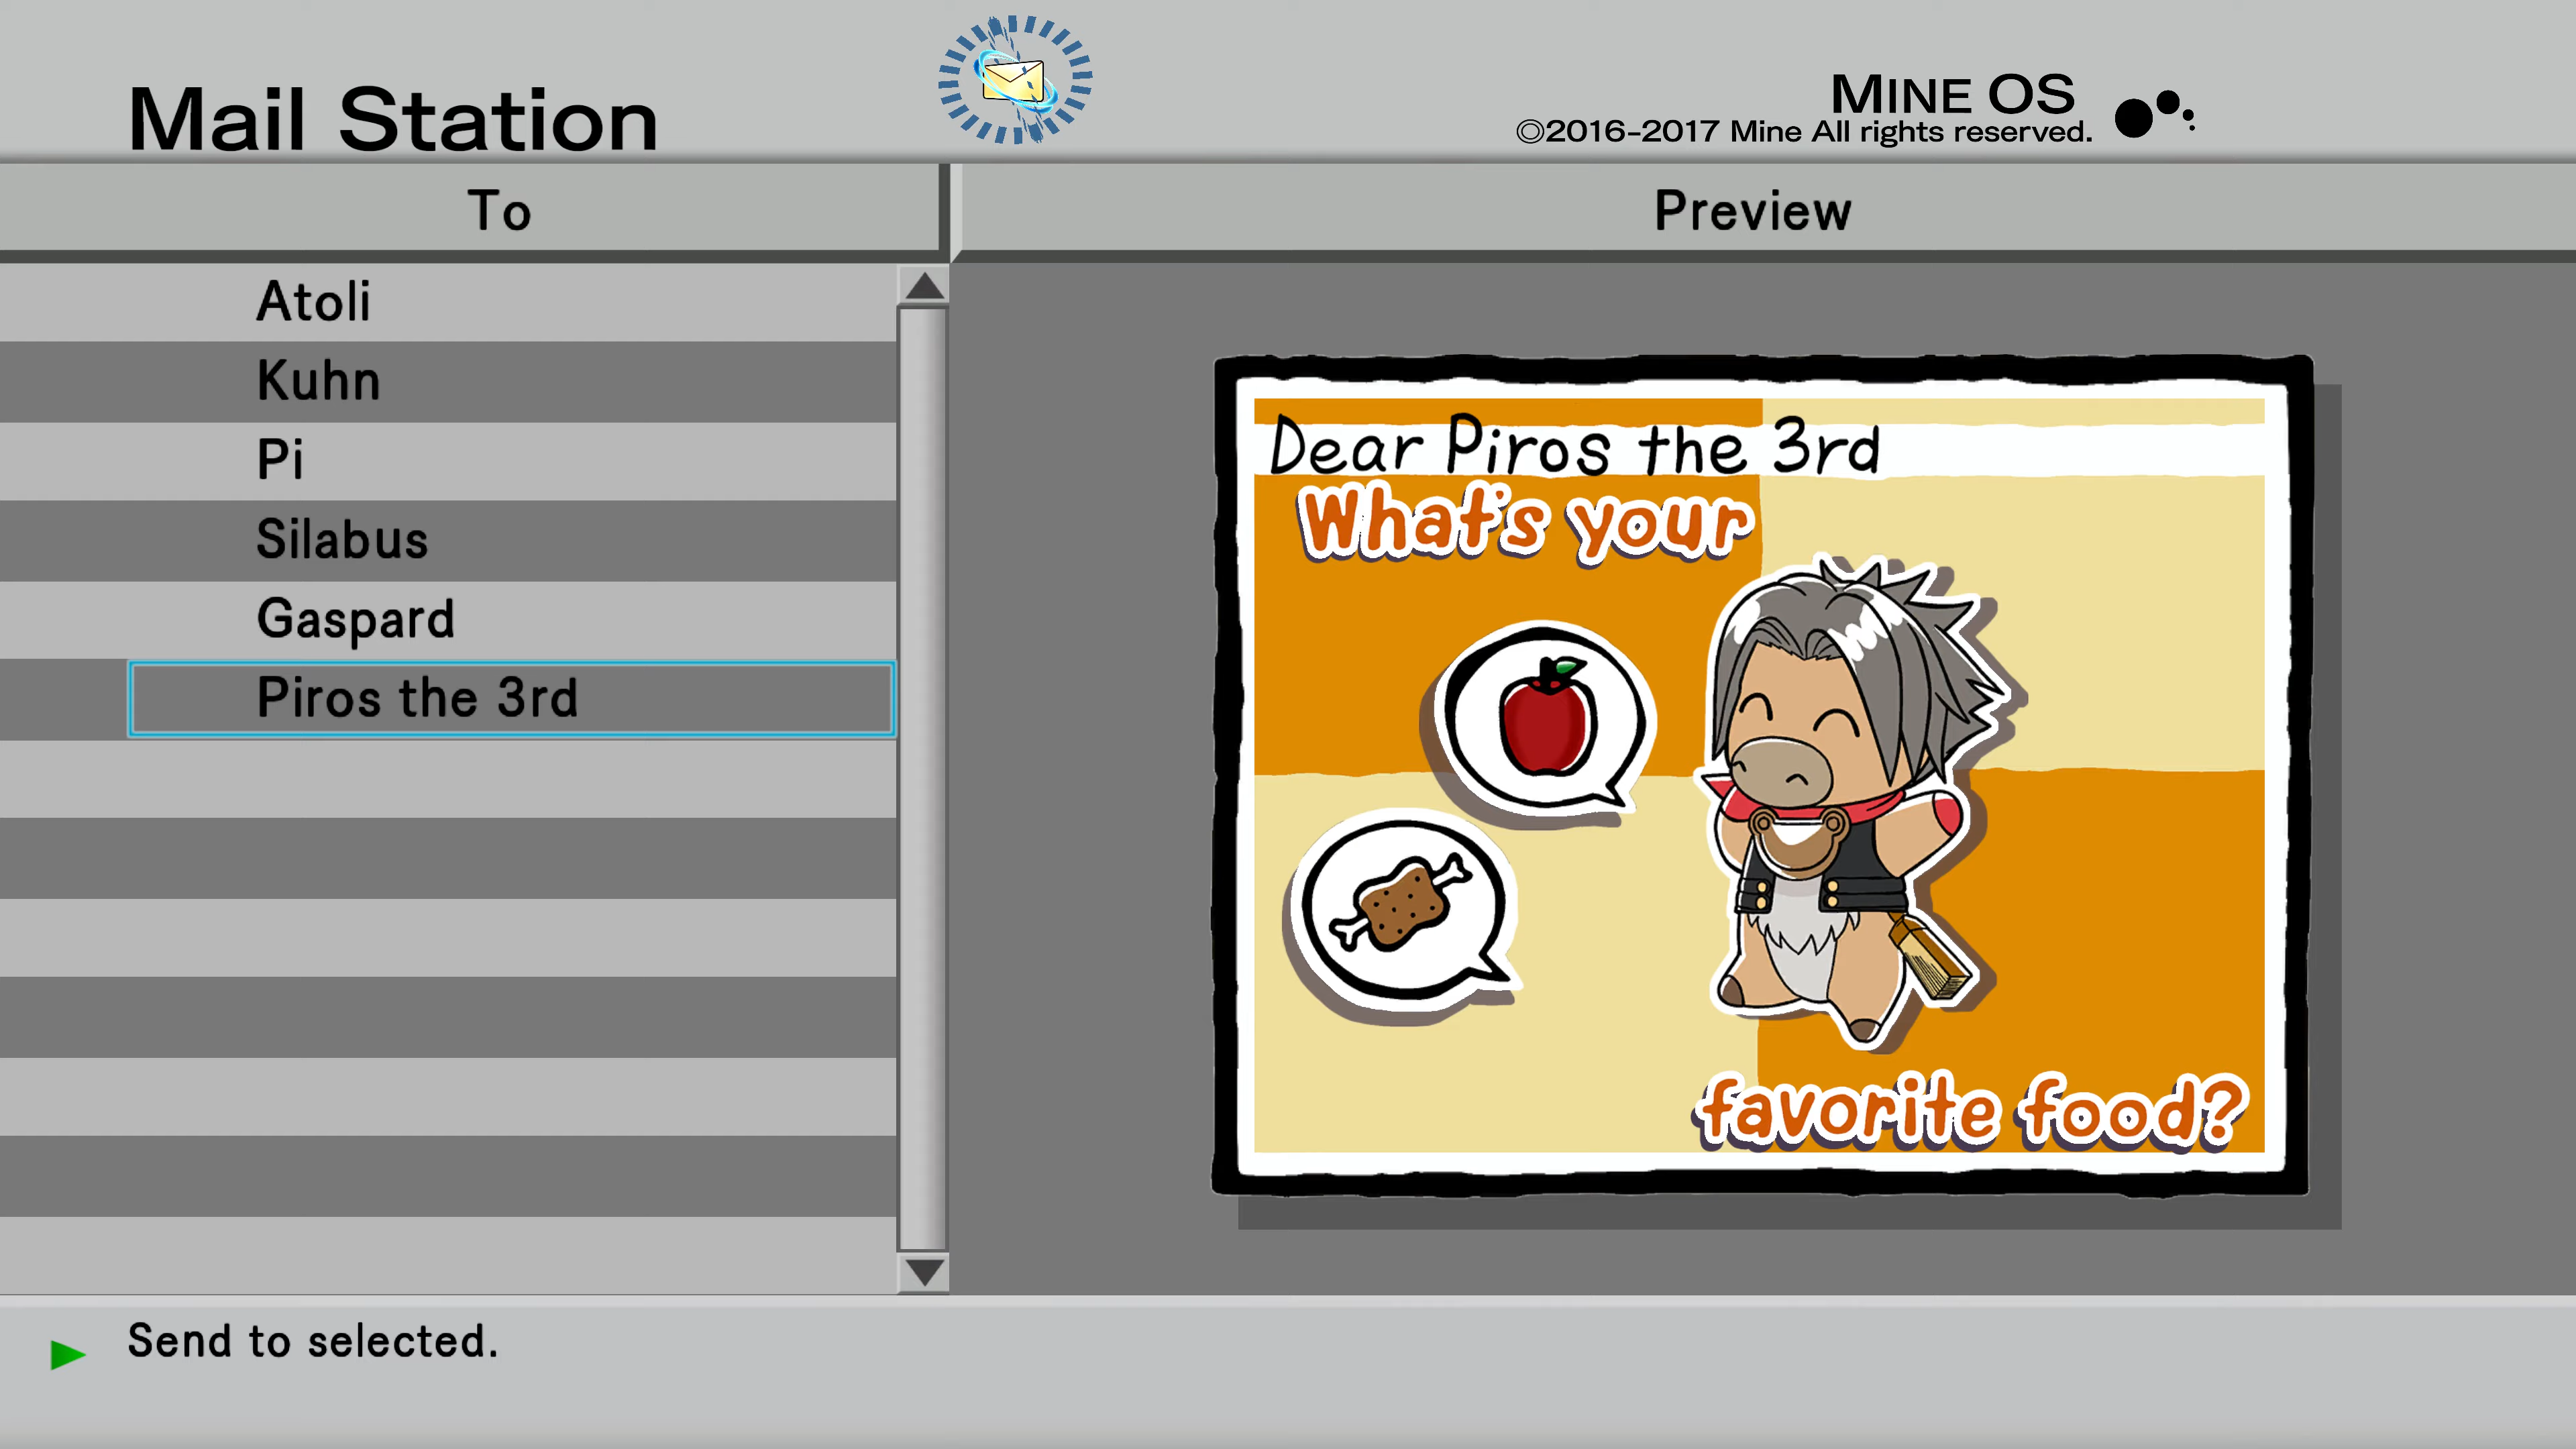 Mail Station
MINE OS
©2016-2017 Mine All rights reserved.
To
Preview
Atoli
Kuhn
Pi
Silabus
Gaspard
Piros the 3rd
Dear Piros the 3rd
What's your
favorite food?
Send to selected.